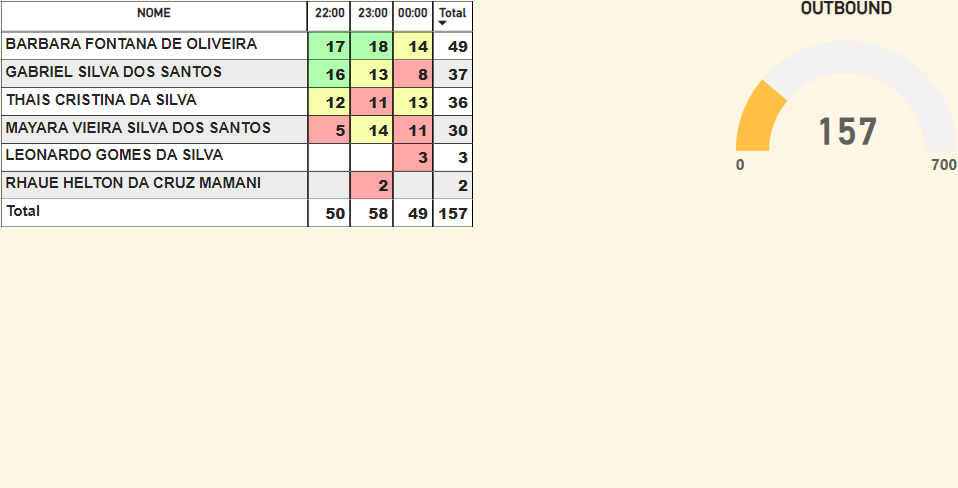 NOME 22:00 23:00 00:00 Total
BARBARA FONTANA DE OLIVEIRA 17 18 14 49
GABRIEL SILVA DOS SANTOS 16 13 8 37
THAIS CRISTINA DA SILVA 12 11 13 36
MAYARA VIEIRA SILVA DOS SANTOS 5 14 11 30
LEONARDO GOMES DA SILVA 3 3
RHAUE HELTON DA CRUZ MAMANI 2 2
Total 50 58 49 157
OUTBOUND
157
0 700